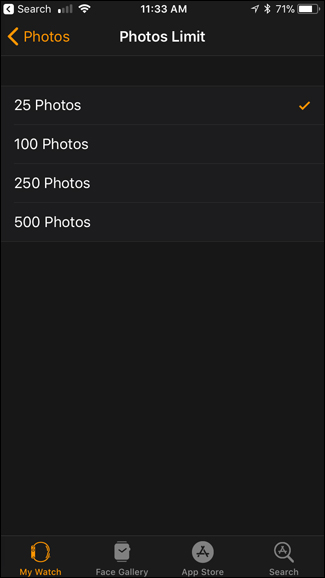 Search 11:33 AM 71%
Photos Photos Limit
25 Photos
100 Photos
250 Photos
500 Photos
My Watch Face Gallery App Store Search